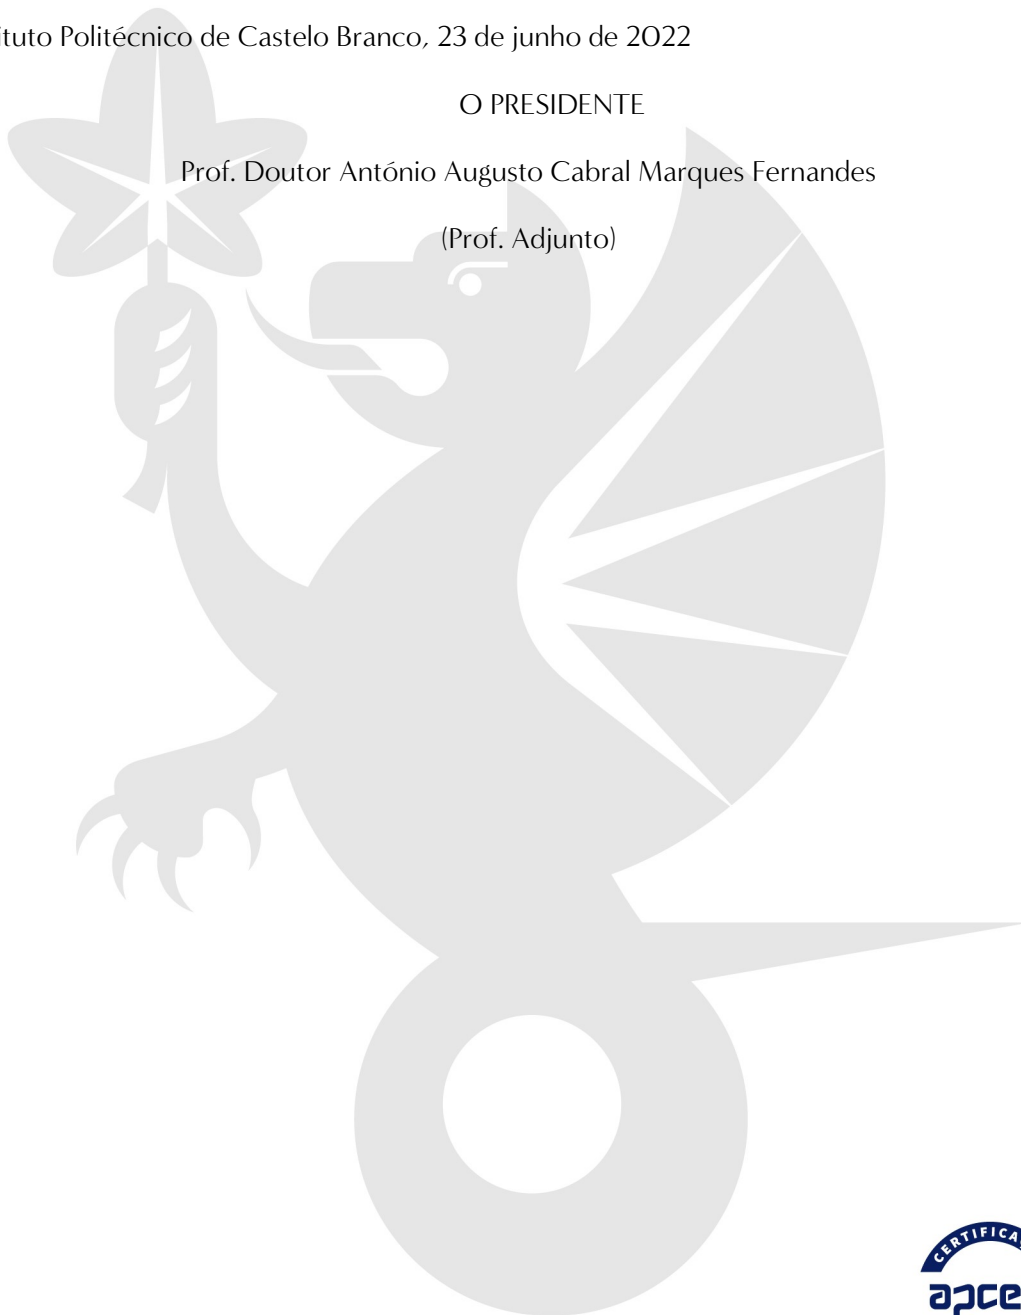 ituto Politécnico de Castelo Branco, 23 de junho de 2022
O PRESIDENTE
Prof. Doutor António Augusto Cabral Marques Fernandes
(Prof. Adjunto)
CERTIFICA
apce